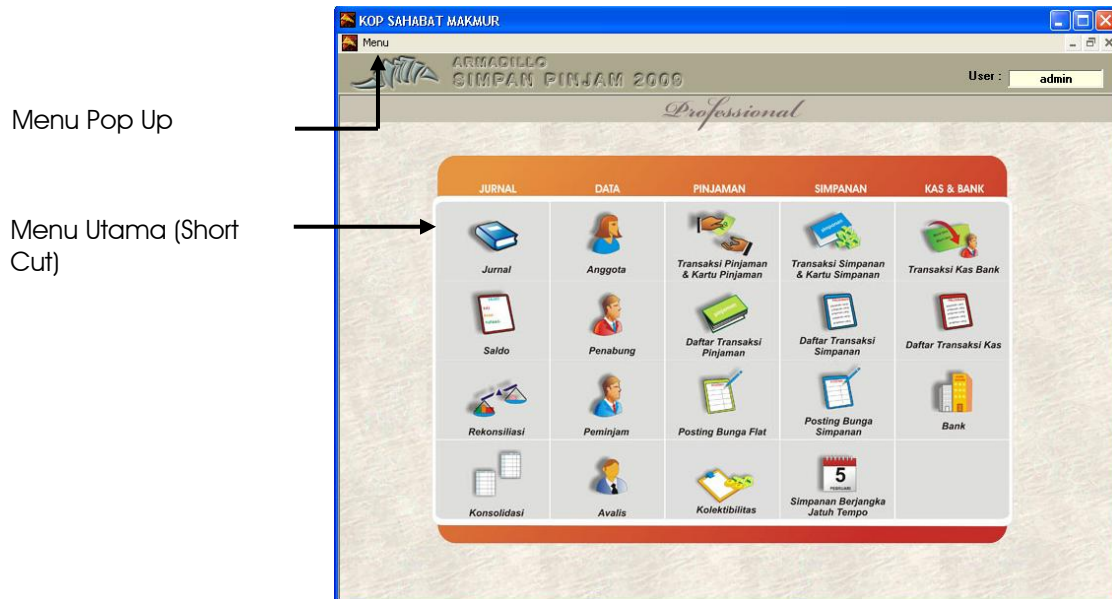 KOP SAHABAT MAKMUR
Menu
ARMADILLO
SIMPAN PINJAM 2009
User :
admin
Professional
Menu Pop Up
Menu Utama (Short
Cut)
JURNAL
DATA
PINJAMAN
SIMPANAN
KAS & BANK
Jurnal
Anggota
Transaksi Pinjaman
& Kartu Pinjaman
Transaksi Simpanan
& Kartu Simpanan
Transaksi Kas Bank
Saldo
Penabung
Daftar Transaksi
Pinjaman
Daftar Transaksi
Simpanan
Daftar Transaksi Kas
Rekonsiliasi
Peminjam
Posting Bunga Flat
Posting Bunga
Simpanan
Bank
Konsolidasi
Avalis
Kolektibilitas
5
Simpanan Berjangka
Jatuh Tempo